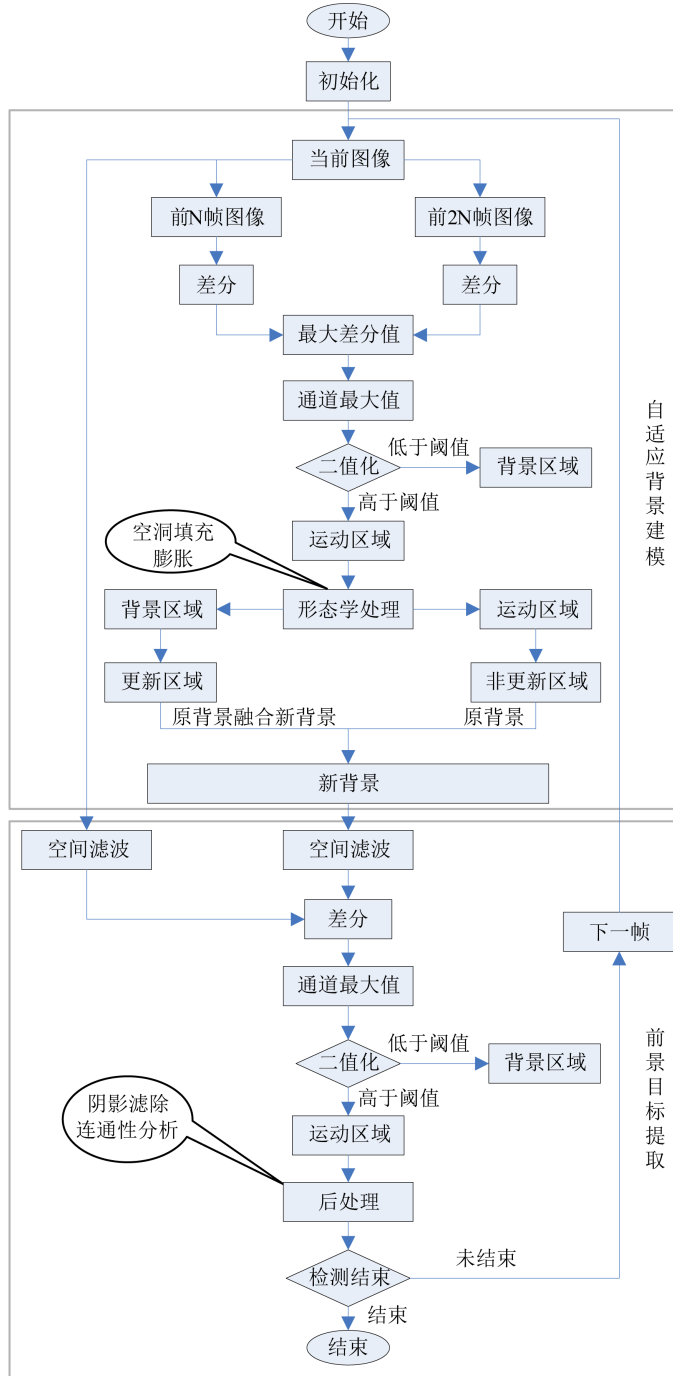 开始
初始化
当前图像
前N帧图像
前2N帧图像
差分
差分
最大差分值
通道最大值
二值化
低于阈值
背景区域
高于阈值
运动区域
空洞填充
膨胀
背景区域
形态学处理
运动区域
更新区域
非更新区域
原背景融合新背景
原背景
新背景
自适应背景建模
空间滤波
空间滤波
差分
下一帧
通道最大值
二值化
低于阈值
背景区域
高于阈值
运动区域
阴影滤除
连通性分析
后处理
检测结束
未结束
结束
结束
前景目标提取